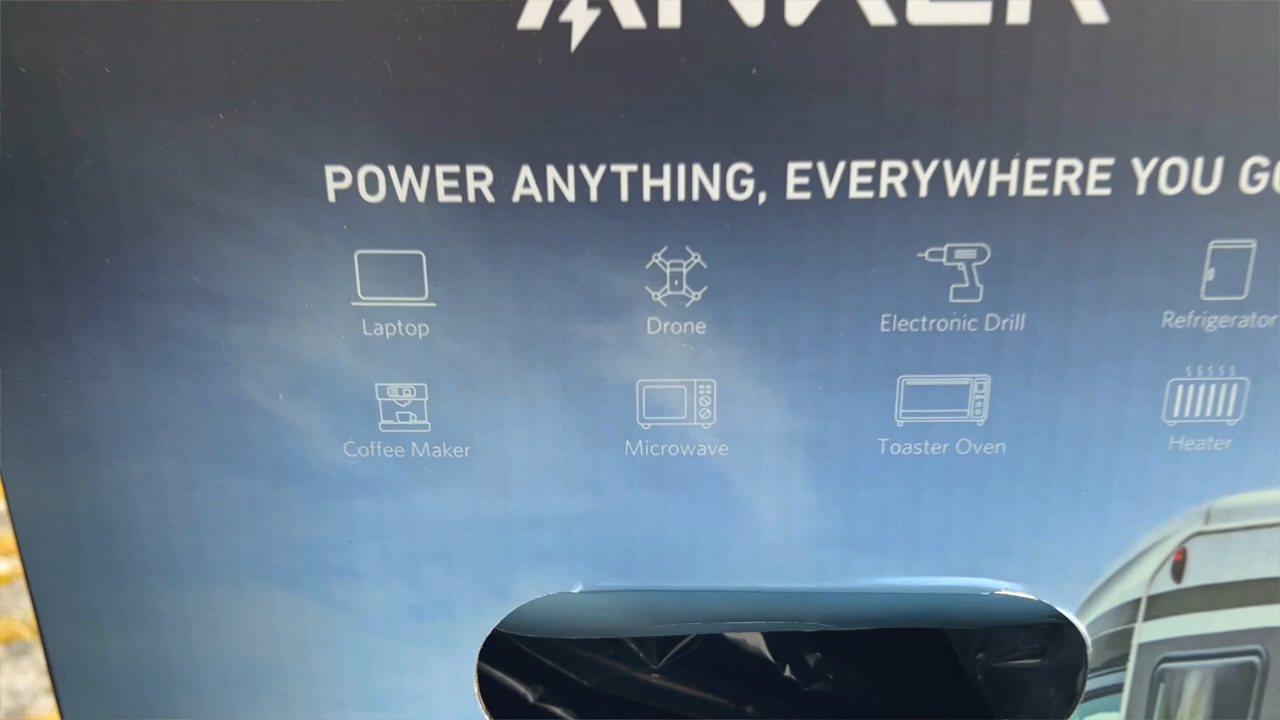 ANKER
POWER ANYTHING, EVERYWHERE YOU GO
Laptop
Drone
Electronic Drill
Refrigerator
Coffee Maker
Microwave
Toaster Oven
Heater